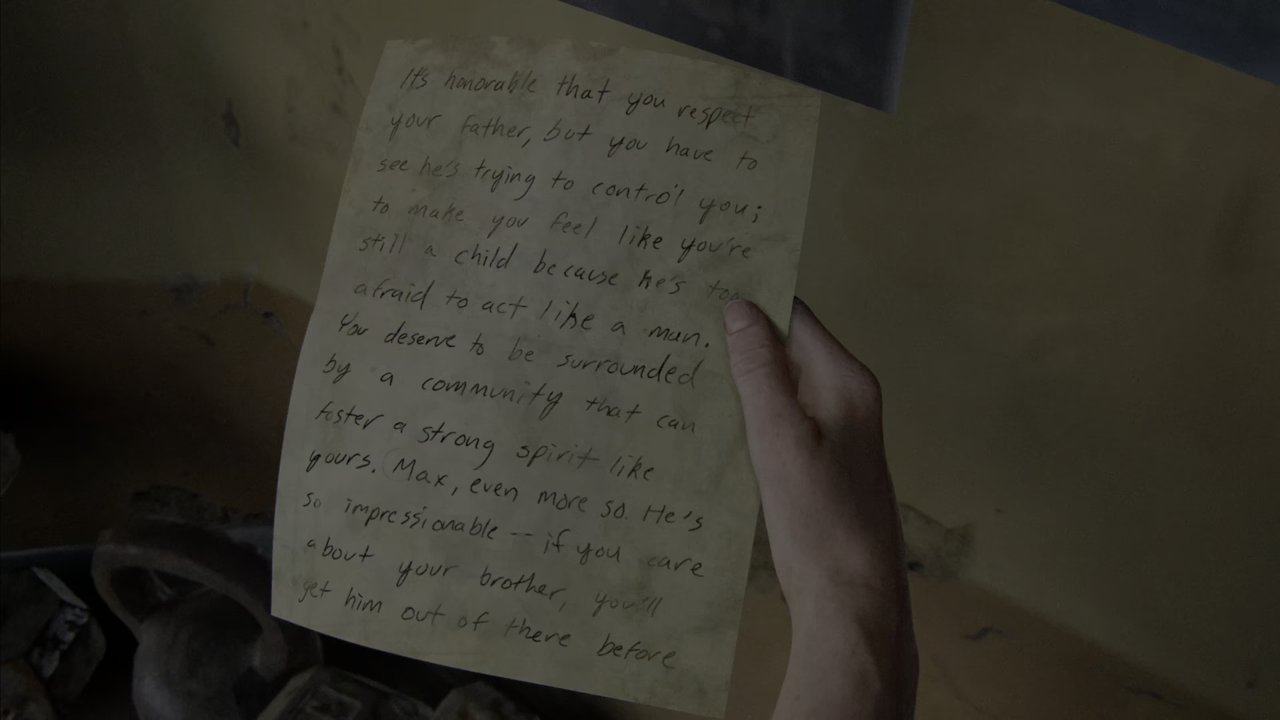 It's honorable that you respect
your father, but you have to
see he's trying to control you;
to make you feel like you're
still a child because he's too
afraid to act like a man.
You deserve to be surrounded
by a community that can
foster a strong spirit like
yours. Max, even more so. He's
so impressionable -- if you care
about your brother, you'll
get him out of there before